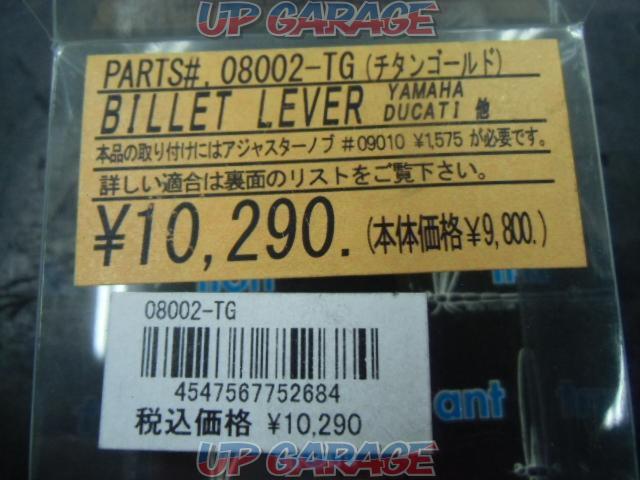 UP GARAGE
PARTS#. 08002-TG (チタンゴールド)
BILLET LEVER YAMAHA DUCATI 他
本品の取り付けにはアジャスターノブ #09010 ¥1,575 が必要です。
詳しい適合は裏面のリストをご覧下さい。
¥10,290. (本体価格¥9,800.)
08002-TG
4547567752684
税込価格 ¥10,290
ant
UP GARAGE